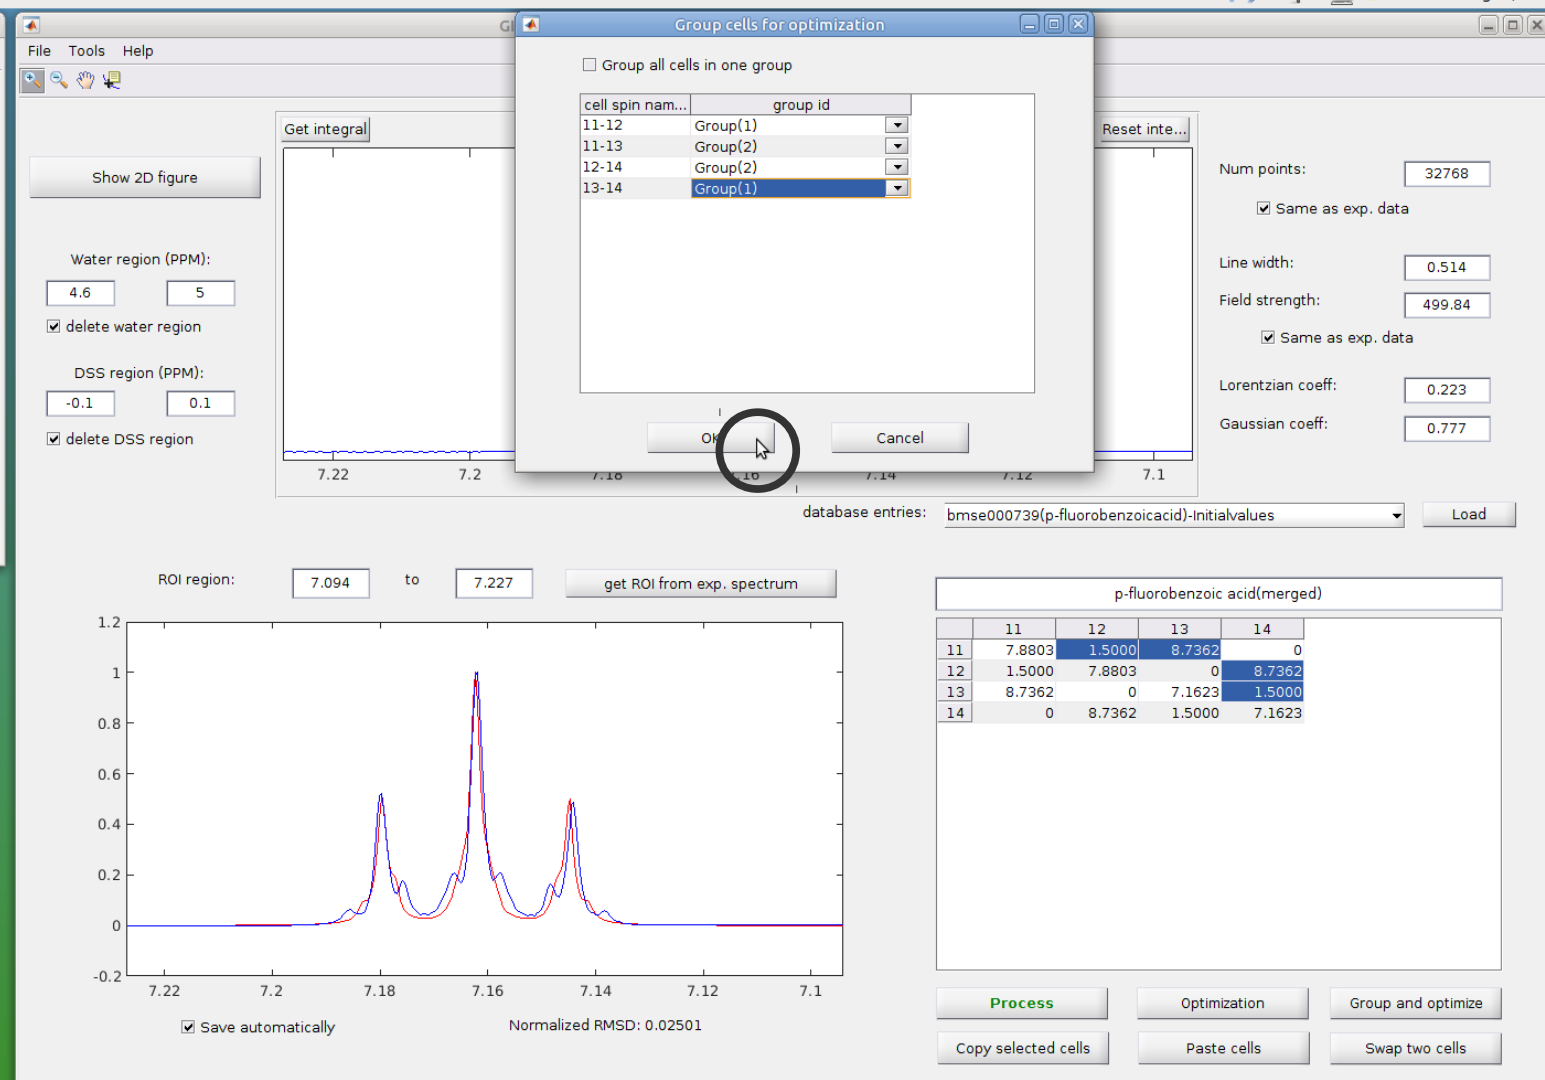 Group cells for optimization
File Tools Help
Group all cells in one group
cell spin nam... group id
11-12 Group(1)
11-13 Group(2)
12-14 Group(2)
13-14 Group(1)
Cancel
Get integral
Reset inte...
Show 2D figure
Num points: 32768
Same as exp. data
Water region (PPM):
4.6 5
delete water region
Line width: 0.514
Field strength: 499.84
Same as exp. data
DSS region (PPM):
-0.1 0.1
delete DSS region
Lorentzian coeff: 0.223
Gaussian coeff: 0.777
7.22 7.2 7.18 7.16 7.14 7.12 7.1
database entries: bmse000739(p-fluorobenzoicacid)-Initialvalues Load
ROI region: 7.094 to 7.227 get ROI from exp. spectrum
p-fluorobenzoic acid(merged)
11 12 13 14
11 7.8803 1.5000 8.7362 0
12 1.5000 7.8803 0 8.7362
13 8.7362 0 7.1623 1.5000
14 0 8.7362 1.5000 7.1623
1.2
1
0.8
0.6
0.4
0.2
0
-0.2
7.22 7.2 7.18 7.16 7.14 7.12 7.1
Save automatically Normalized RMSD: 0.02501
Process Optimization Group and optimize
Copy selected cells Paste cells Swap two cells